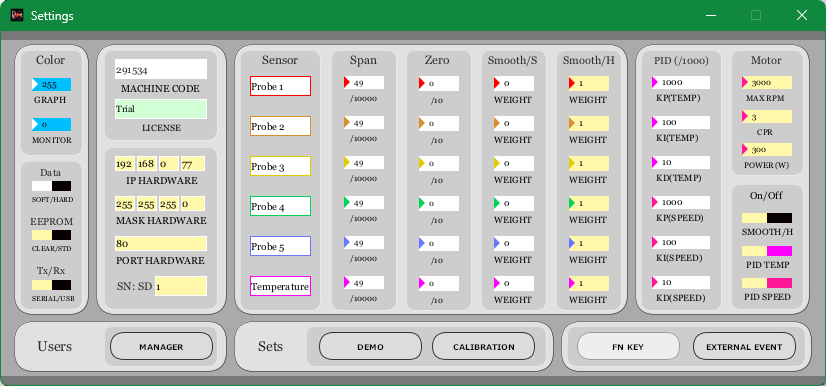 Settings
Color
255
GRAPH
0
MONITOR
Data
SOFT/HARD
EEPROM
CLEAR/STD
Tx/Rx
SERIAL/USB
291534
MACHINE CODE
Trial
LICENSE
192 168 0 77
IP HARDWARE
255 255 255 0
MASK HARDWARE
80
PORT HARDWARE
SN: SD 1
Sensor Span Zero Smooth/S Smooth/H
Probe 1 49 0 0 1
/10000 /10 WEIGHT WEIGHT
Probe 2 49 0 0 1
/10000 /10 WEIGHT WEIGHT
Probe 3 49 0 0 1
/10000 /10 WEIGHT WEIGHT
Probe 4 49 0 0 1
/10000 /10 WEIGHT WEIGHT
Probe 5 49 0 0 1
/10000 /10 WEIGHT WEIGHT
Temperature 49 0 0 1
/10000 /10 WEIGHT WEIGHT
PID (/1000)
1000
KP(TEMP)
100
KI(TEMP)
10
KD(TEMP)
1000
KP(SPEED)
100
KI(SPEED)
10
KD(SPEED)
Motor
3000
MAX RPM
3
CPR
300
POWER (W)
On/Off
SMOOTH/H
PID TEMP
PID SPEED
Users MANAGER
Sets DEMO CALIBRATION
FN KEY EXTERNAL EVENT